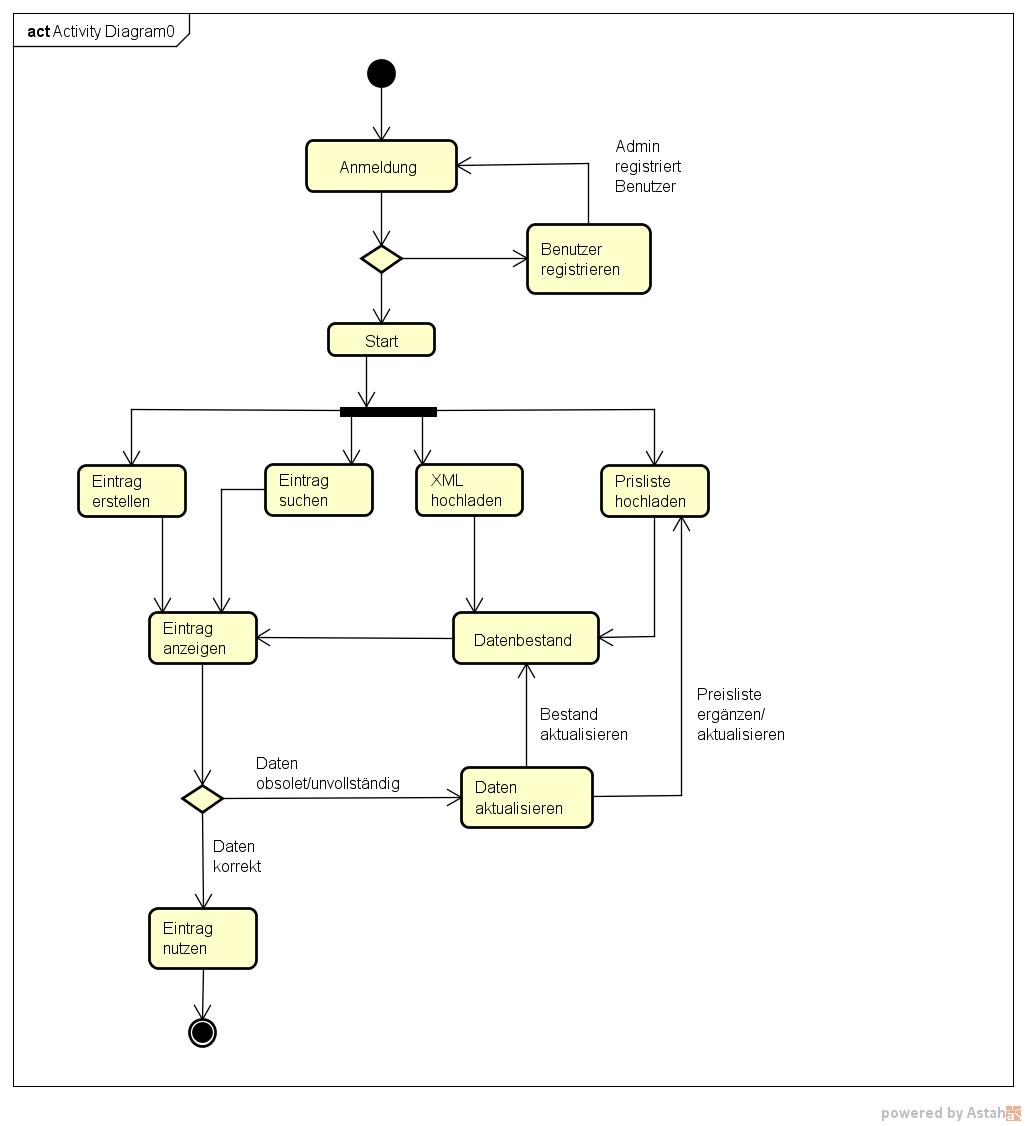 act Activity Diagram0
Anmeldung
Admin
registriert
Benutzer
Benutzer
registrieren
Start
Eintrag
erstellen
Eintrag
suchen
XML
hochladen
Prisliste
hochladen
Eintrag
anzeigen
Datenbestand
Bestand
aktualisieren
Preisliste
ergänzen/
aktualisieren
Daten
obsolet/unvollständig
Daten
aktualisieren
Daten
korrekt
Eintrag
nutzen
powered by Astah